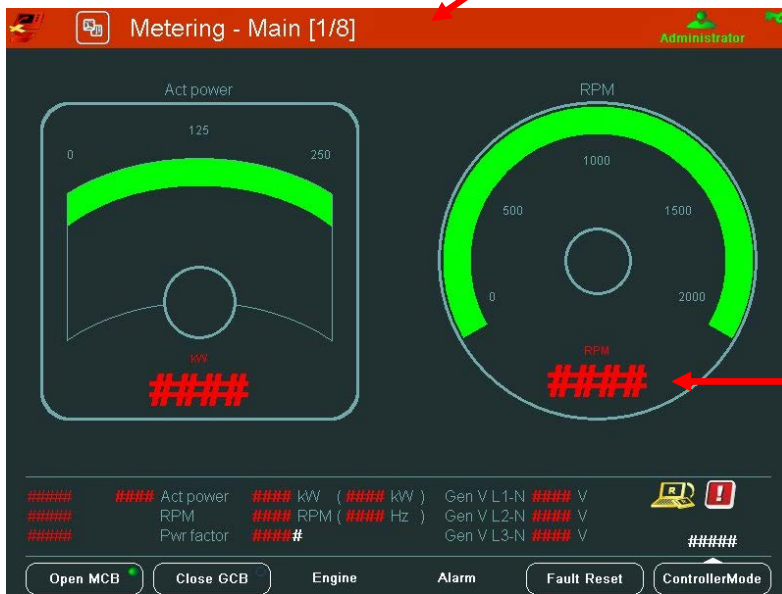 Metering - Main [1/8]
Administrator
Act power
0
125
250
kW
####
RPM
0
500
1000
1500
2000
RPM
####
##### #### Act power #### kW ( #### kW ) Gen V L1-N #### V
##### RPM #### RPM ( #### Hz ) Gen V L2-N #### V
##### Pwr factor ##### Gen V L3-N #### V
R
!
#####
Open MCB Close GCB Engine Alarm Fault Reset ControllerMode